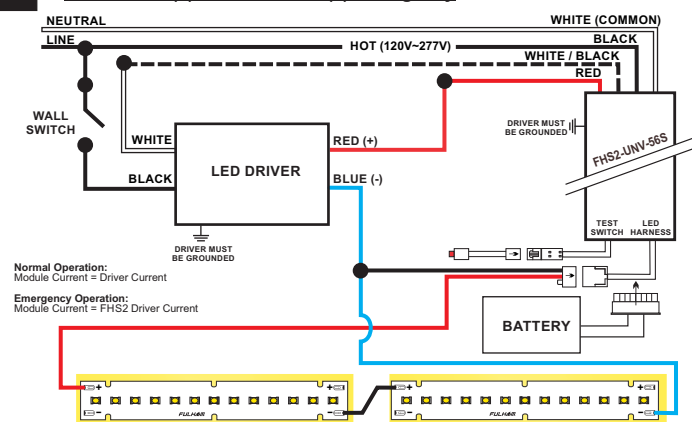 NEUTRAL
WHITE (COMMON)
LINE
BLACK
HOT (120V~277V)
WHITE / BLACK
RED
WALL
SWITCH
WHITE
BLACK
LED DRIVER
RED (+)
BLUE (-)
DRIVER MUST
BE GROUNDED
DRIVER MUST
BE GROUNDED
FHS2-UNV-56S
TEST
SWITCH
LED
HARNESS
Normal Operation:
Module Current = Driver Current
Emergency Operation:
Module Current = FHS2 Driver Current
BATTERY
+
+
+
+
FULHAM
FULHAM
-
-
-
-